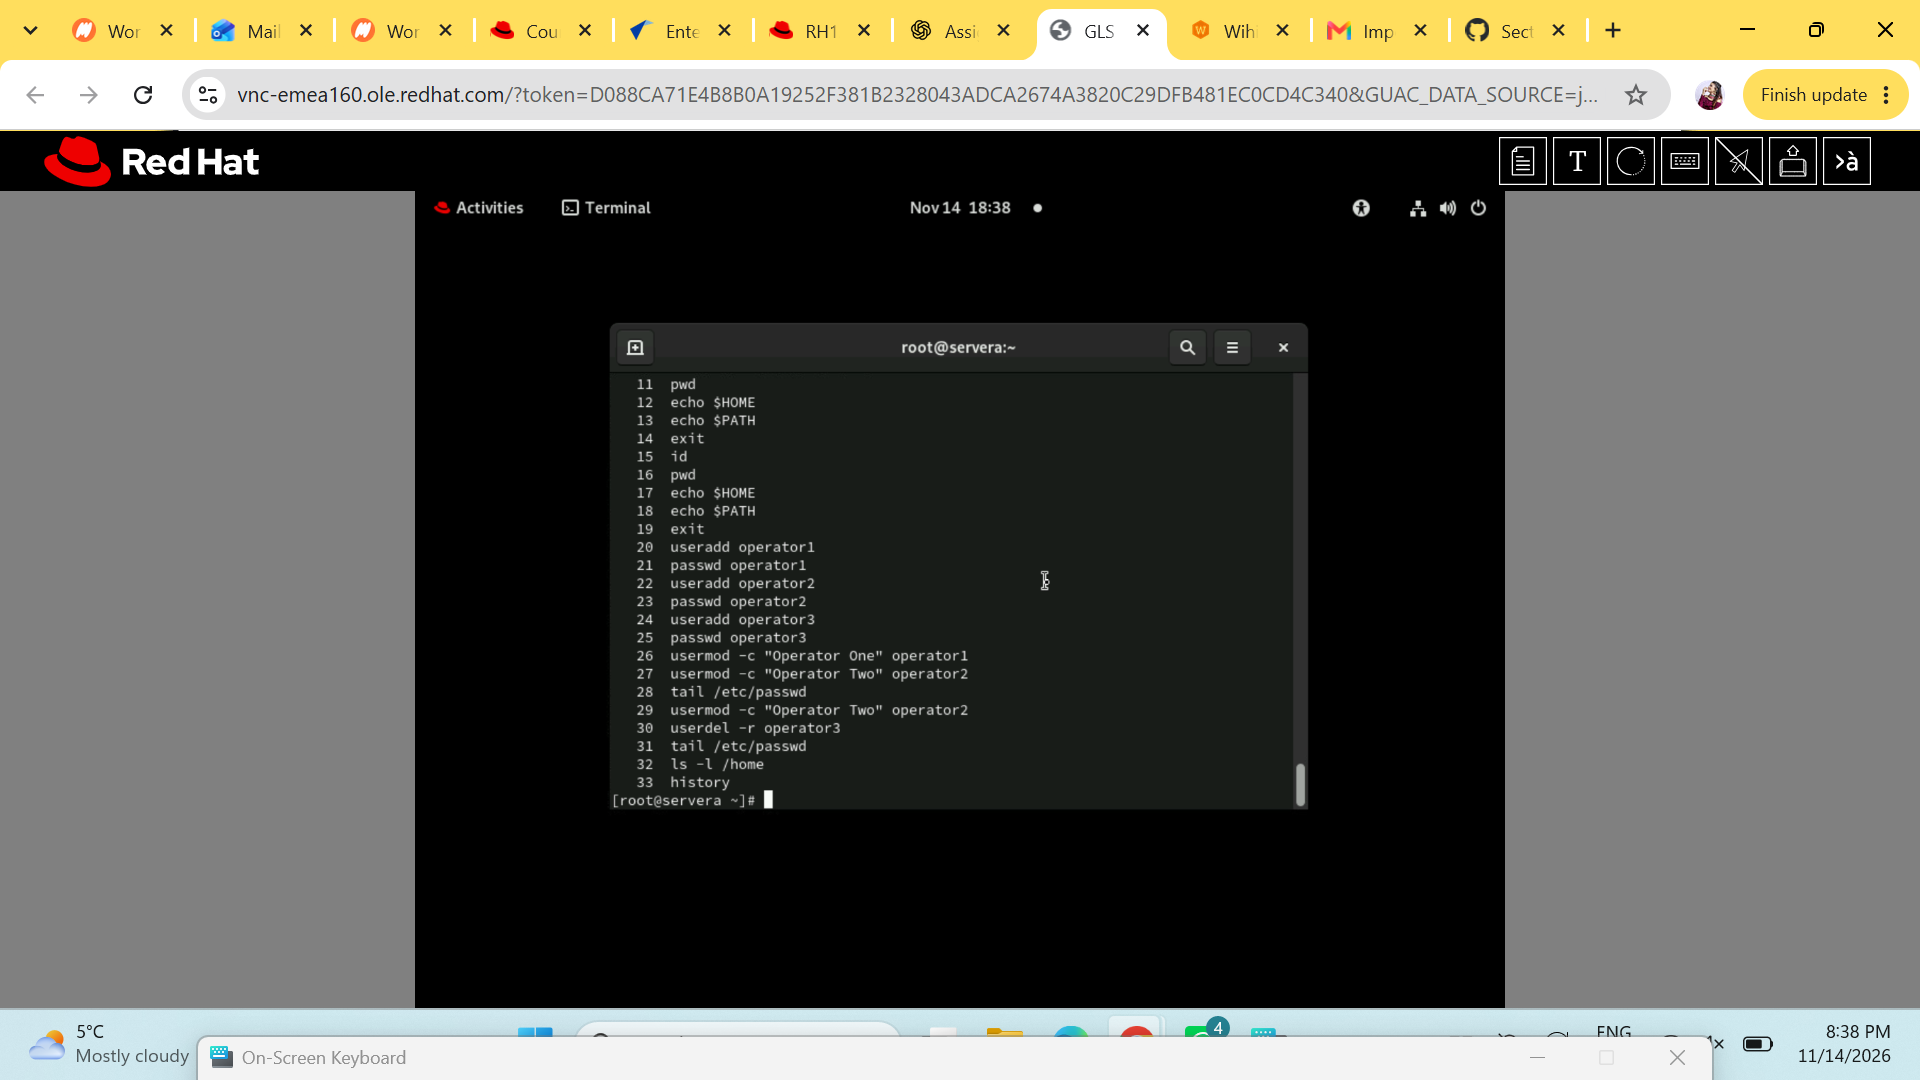 Wor
Mail
Wor
Cou
Ente
RH1
Assi
GLS
Wih
Imp
Sect
vnc-emea160.ole.redhat.com/?token=D088CA71E4B8B0A19252F381B2328043ADCA2674A3820C29DFB481EC0CD4C340&GUAC_DATA_SOURCE=j...
Finish update
Red Hat
T
>à
Activities
Terminal
Nov 14 18:38
root@servera:~
11 pwd
12 echo $HOME
13 echo $PATH
14 exit
15 id
16 pwd
17 echo $HOME
18 echo $PATH
19 exit
20 useradd operator1
21 passwd operator1
22 useradd operator2
23 passwd operator2
24 useradd operator3
25 passwd operator3
26 usermod -c "Operator One" operator1
27 usermod -c "Operator Two" operator2
28 tail /etc/passwd
29 usermod -c "Operator Two" operator2
30 userdel -r operator3
31 tail /etc/passwd
32 ls -l /home
33 history
[root@servera ~]#
5°C
Mostly cloudy
4
ENG
8:38 PM
11/14/2026
On-Screen Keyboard